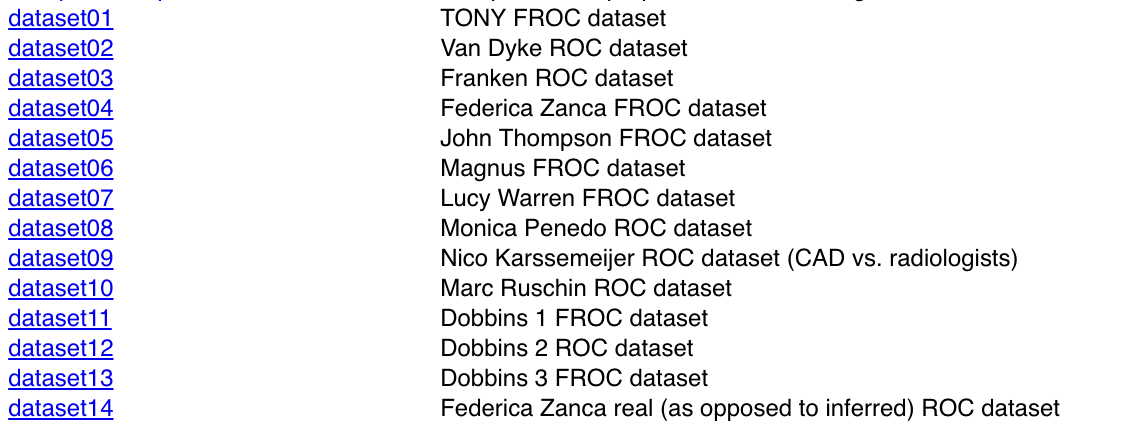 dataset01 TONY FROC dataset
dataset02 Van Dyke ROC dataset
dataset03 Franken ROC dataset
dataset04 Federica Zanca FROC dataset
dataset05 John Thompson FROC dataset
dataset06 Magnus FROC dataset
dataset07 Lucy Warren FROC dataset
dataset08 Monica Penedo ROC dataset
dataset09 Nico Karssemeijer ROC dataset (CAD vs. radiologists)
dataset10 Marc Ruschin ROC dataset
dataset11 Dobbins 1 FROC dataset
dataset12 Dobbins 2 ROC dataset
dataset13 Dobbins 3 FROC dataset
dataset14 Federica Zanca real (as opposed to inferred) ROC dataset